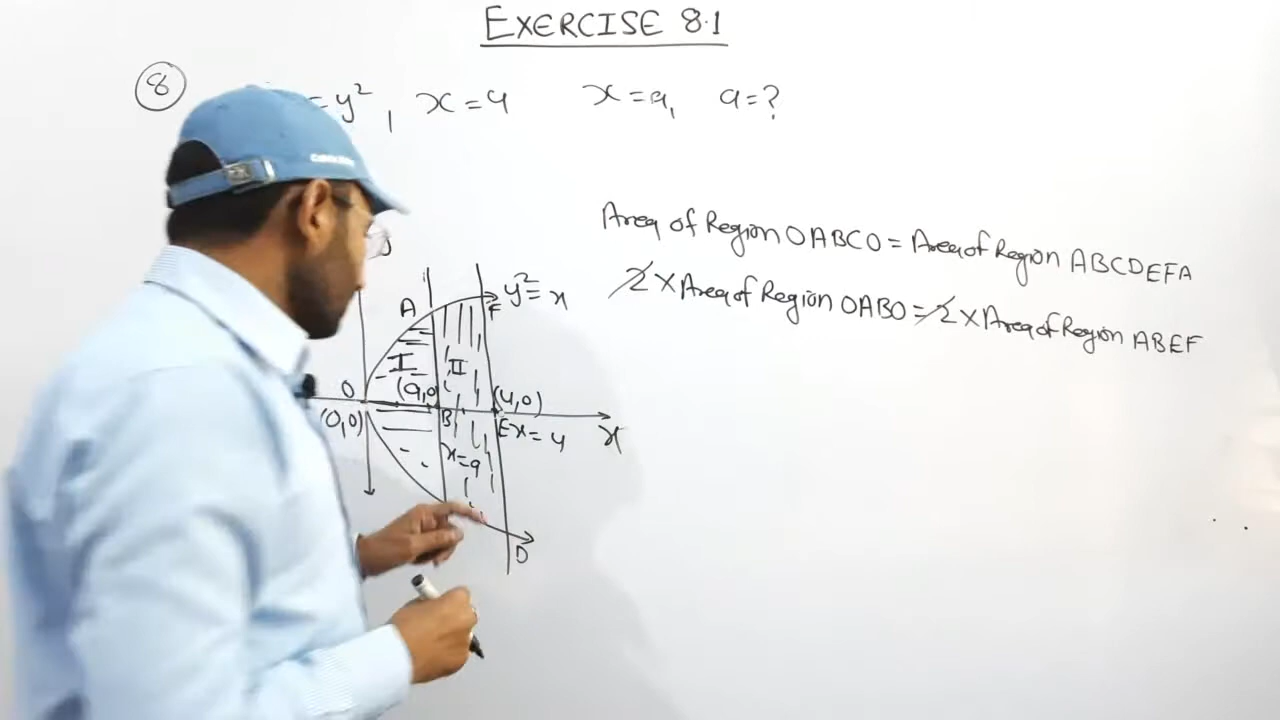 EXERCISE 8.1
8 = y², x = 4 x = a, a = ?
Area of Region OABCO = Area of Region ABCDEFA
2 × Area of Region OABO = 2 × Area of Region ABEF
A F y² = x
I II
O (a,0) (4,0)
(0,0) B E x = 4 x
x = a
D